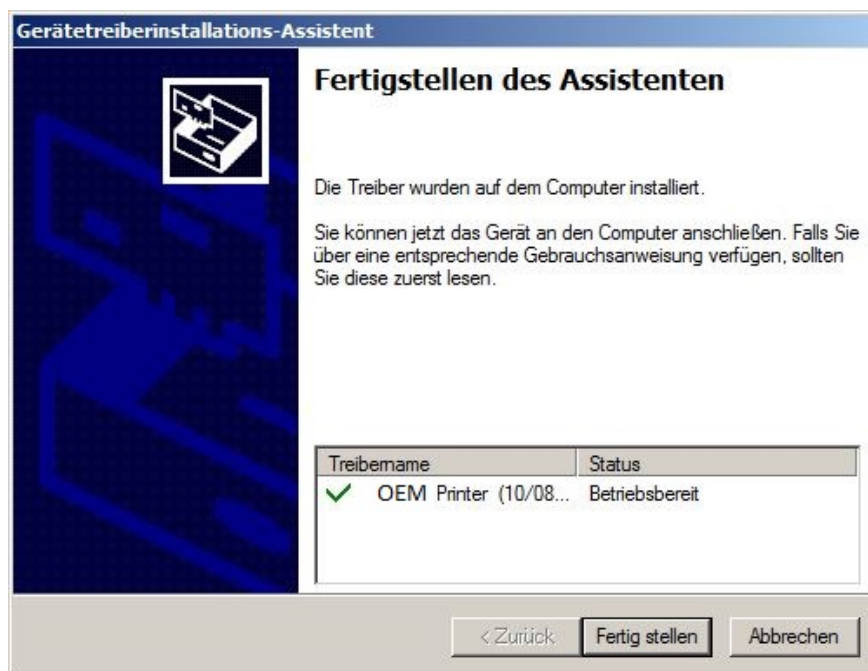 Gerätetreiberinstallations-Assistent
Fertigstellen des Assistenten
Die Treiber wurden auf dem Computer installiert.
Sie können jetzt das Gerät an den Computer anschließen. Falls Sie
über eine entsprechende Gebrauchsanweisung verfügen, sollten
Sie diese zuerst lesen.
Treibername Status
OEM Printer (10/08... Betriebsbereit
< Zurück Fertig stellen Abbrechen